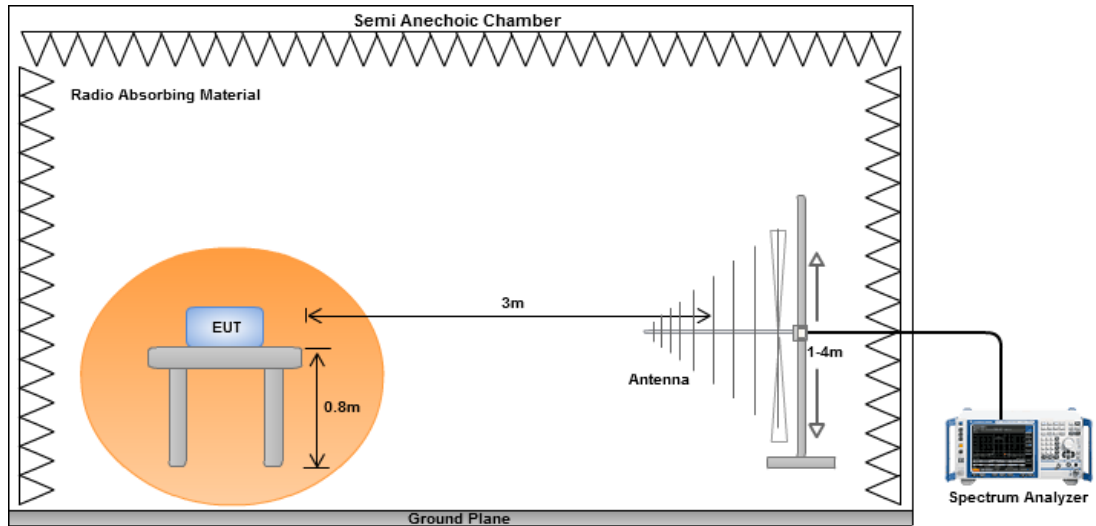 Semi Anechoic Chamber
Radio Absorbing Material
3m
EUT
1-4m
Antenna
0.8m
Spectrum Analyzer
Ground Plane